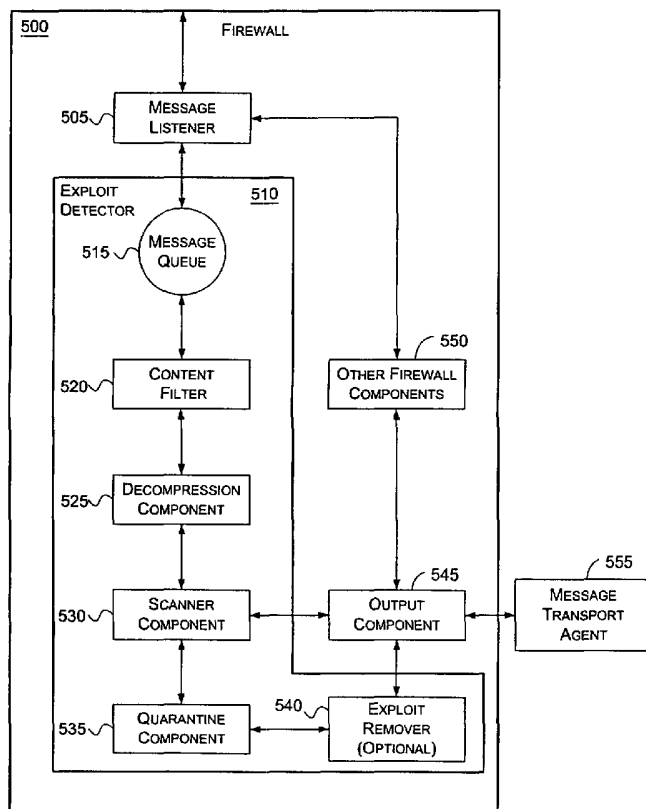 500
FIREWALL
505
MESSAGE
LISTENER
EXPLOIT
DETECTOR
510
515
MESSAGE
QUEUE
520
CONTENT
FILTER
550
OTHER FIREWALL
COMPONENTS
525
DECOMPRESSION
COMPONENT
530
SCANNER
COMPONENT
545
OUTPUT
COMPONENT
555
MESSAGE
TRANSPORT
AGENT
535
QUARANTINE
COMPONENT
540
EXPLOIT
REMOVER
(OPTIONAL)